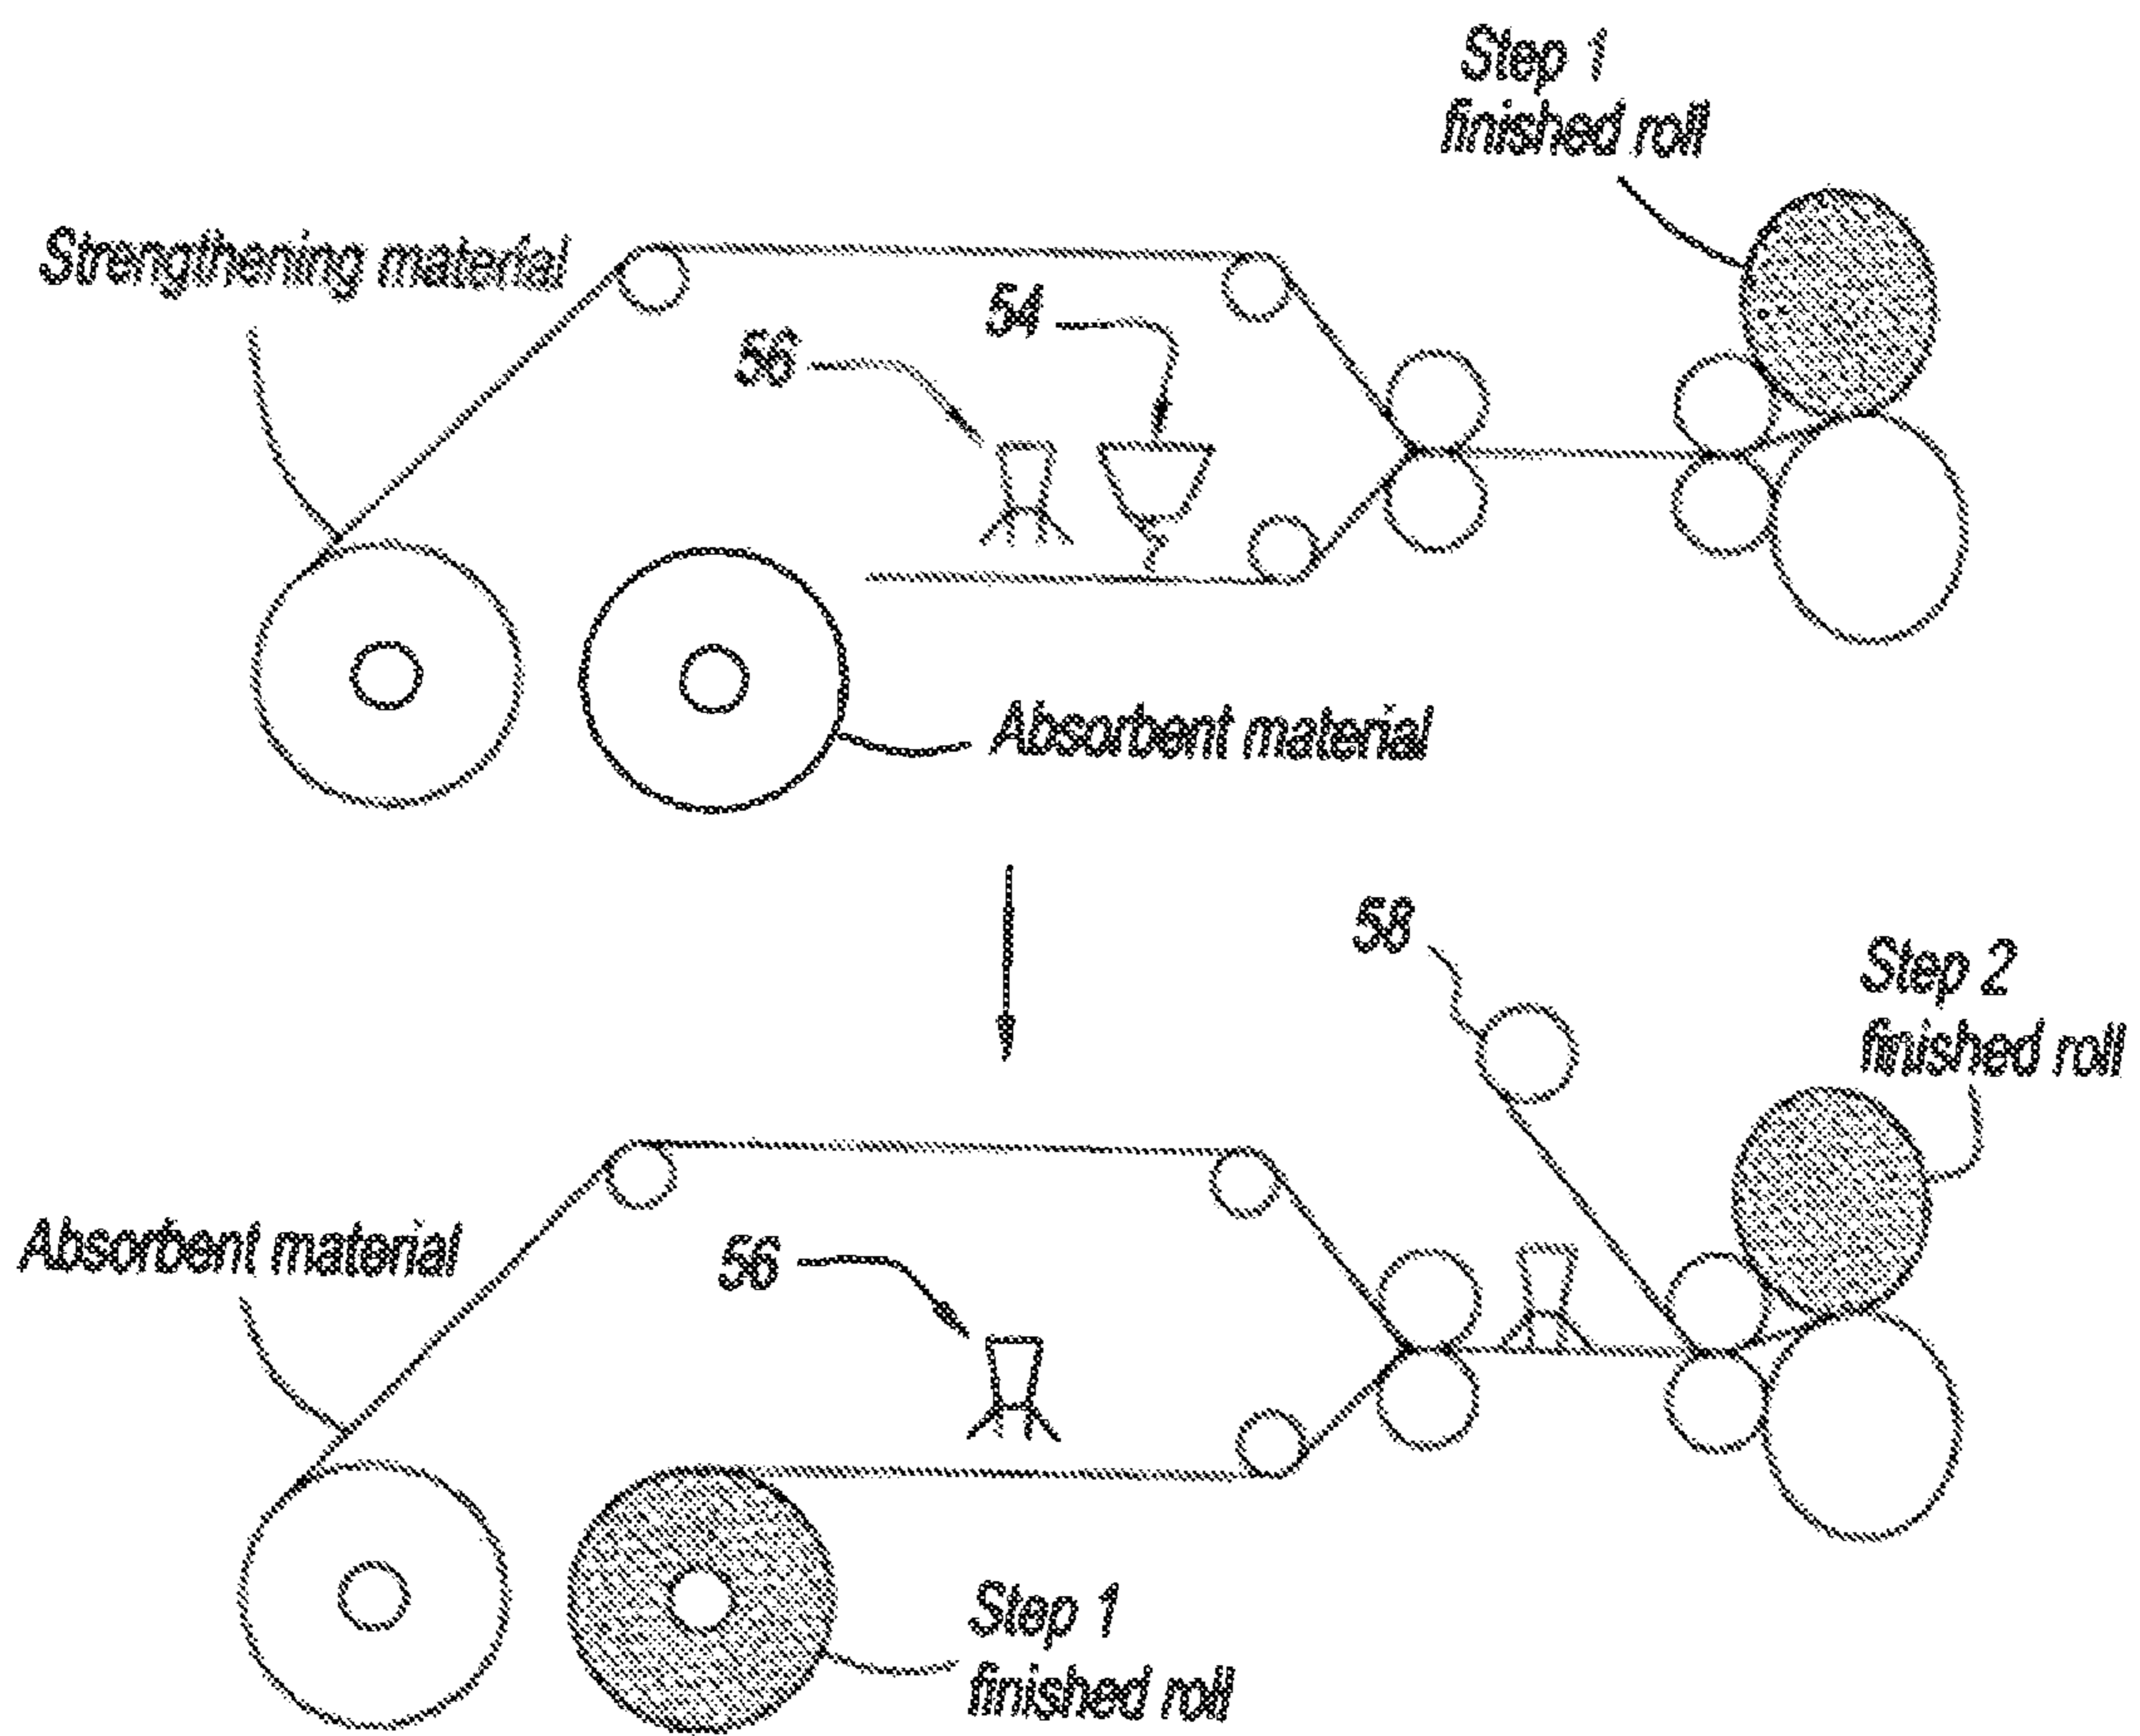 Step 1
finished roll
Strengthening material
54
56
Absorbent material
58
Step 2
finished roll
Absorbent material
56
Step 1
finished roll